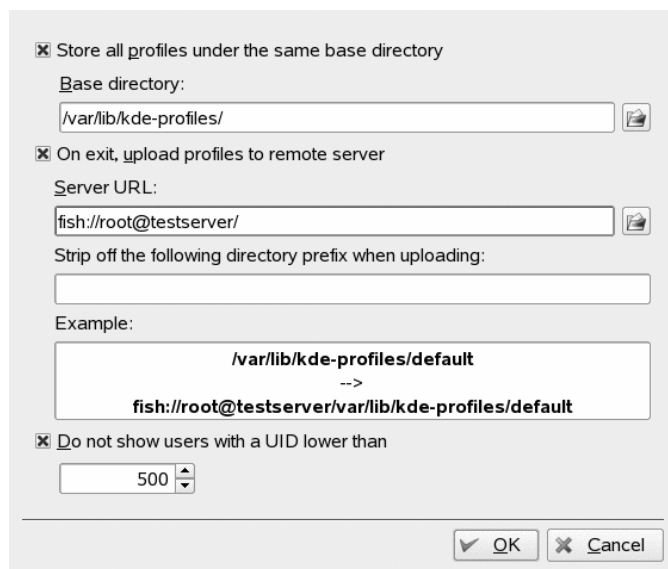 Store all profiles under the same base directory
Base directory:
/var/lib/kde-profiles/
On exit, upload profiles to remote server
Server URL:
fish://root@testserver/
Strip off the following directory prefix when uploading:
Example:
/var/lib/kde-profiles/default
-->
fish://root@testserver/var/lib/kde-profiles/default
Do not show users with a UID lower than
500
OK Cancel